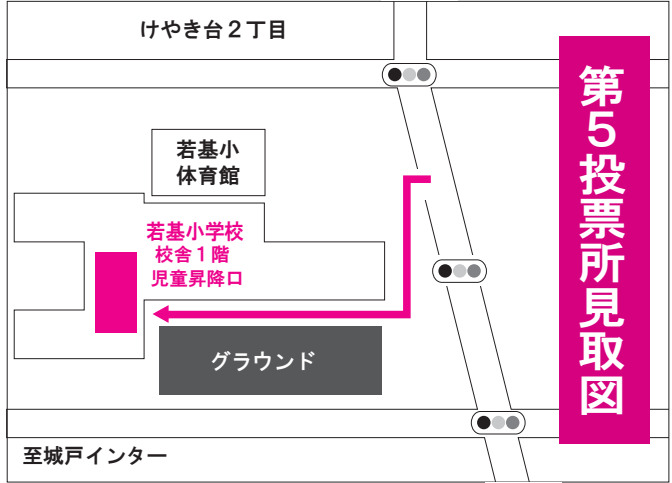 第5投票所見取図
けやき台2丁目
若基小
体育館
若基小学校
校舎1階
児童昇降口
グラウンド
至城戸インター